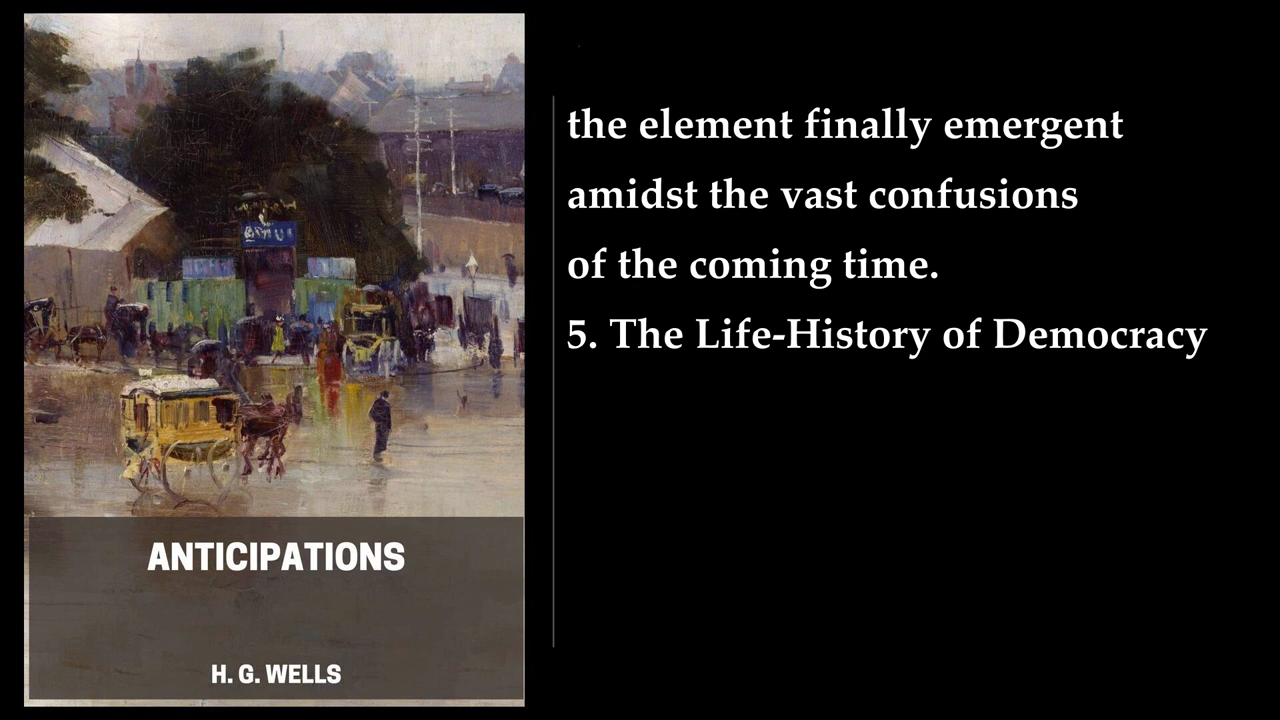 ANTICIPATIONS
H. G. WELLS
the element finally emergent
amidst the vast confusions
of the coming time.
5. The Life-History of Democracy